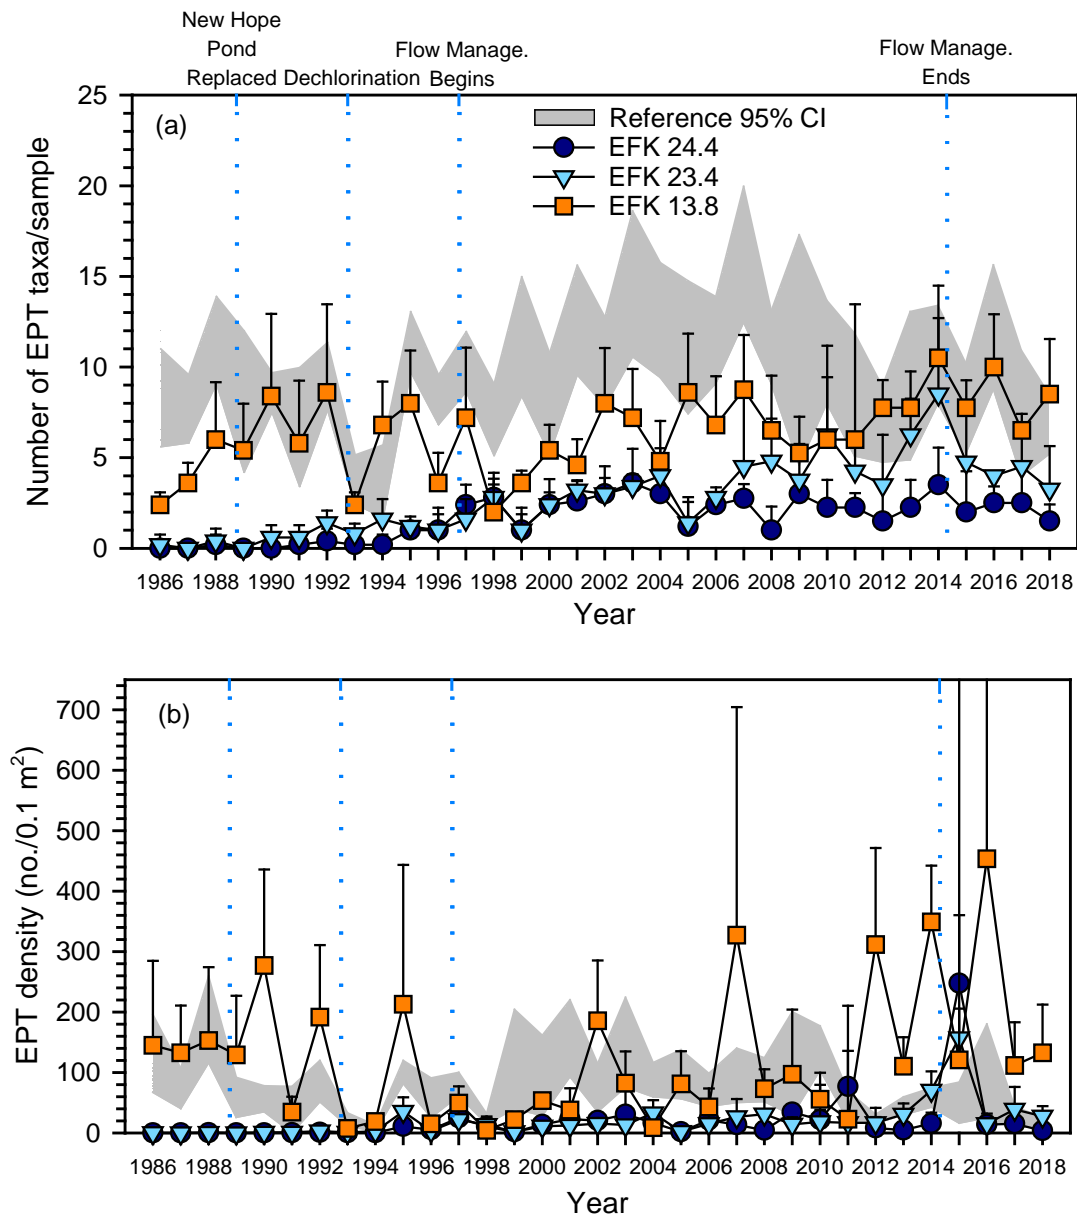 New Hope
Pond
Replaced Dechlorination
Flow Manage.
Begins
Flow Manage.
Ends
(a)
Reference 95% CI
EFK 24.4
EFK 23.4
EFK 13.8
Number of EPT taxa/sample
25
20
15
10
5
0
1986 1988 1990 1992 1994 1996 1998 2000 2002 2004 2006 2008 2010 2012 2014 2016 2018
Year
(b)
EPT density (no./0.1 m²)
700
600
500
400
300
200
100
0
1986 1988 1990 1992 1994 1996 1998 2000 2002 2004 2006 2008 2010 2012 2014 2016 2018
Year